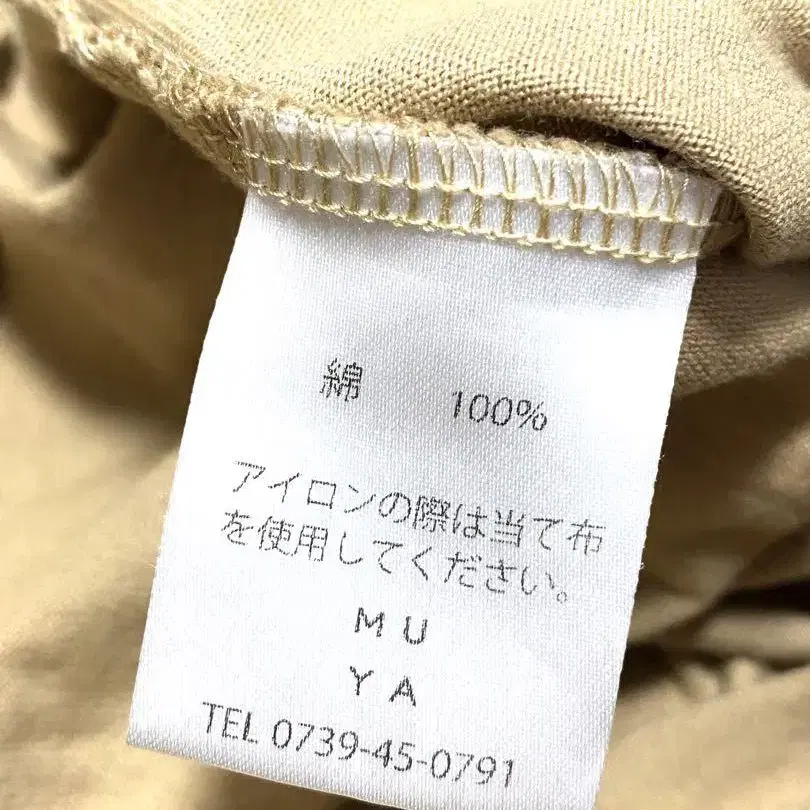 綿 100%
アイロンの際は当て布
を使用してください。
M U
Y A
TEL 0739-45-0791